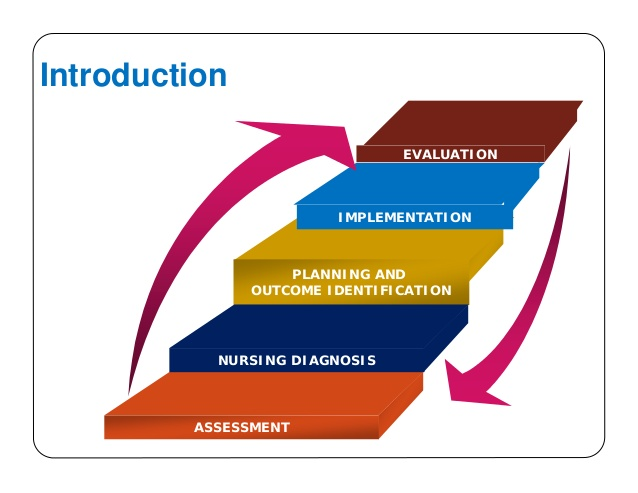 Introduction
EVALUATION
IMPLEMENTATION
PLANNING AND
OUTCOME IDENTIFICATION
NURSING DIAGNOSIS
ASSESSMENT